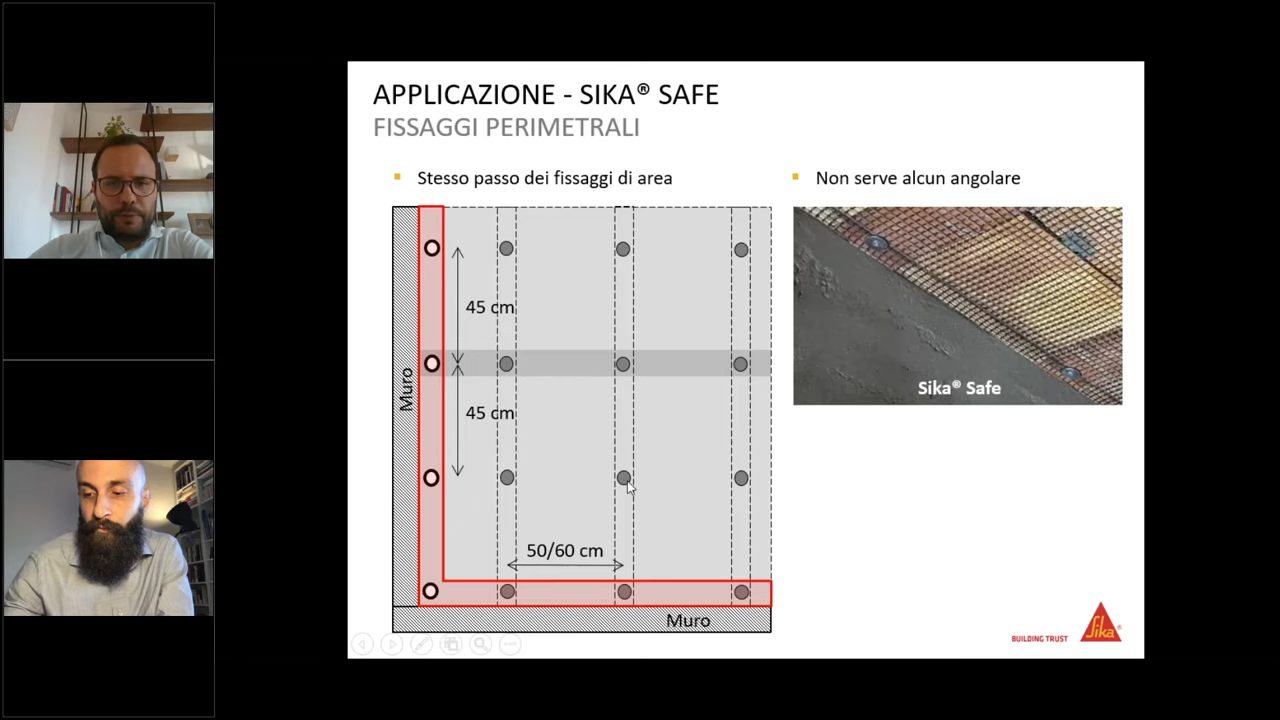 APPLICAZIONE - SIKA® SAFE
FISSAGGI PERIMETRALI
▪ Stesso passo dei fissaggi di area
▪ Non serve alcun angolare
45 cm
Muro
45 cm
50/60 cm
Muro
Sika® Safe
BUILDING TRUST
Sika®